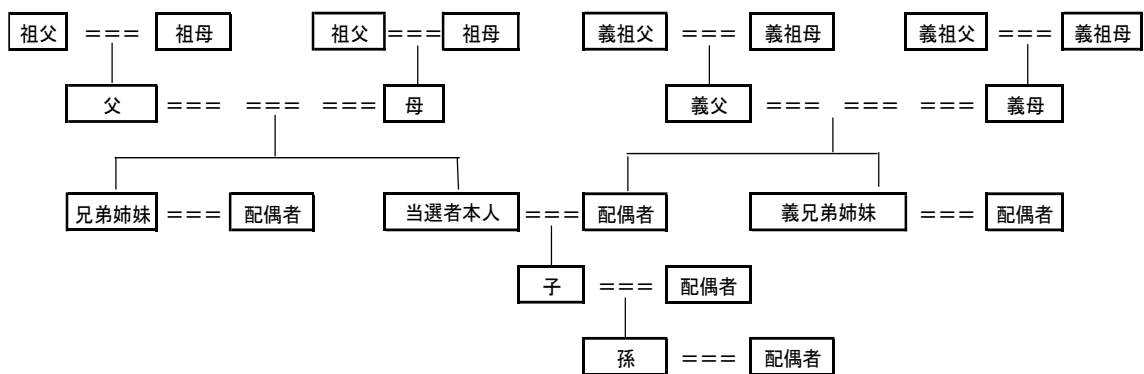 祖父 === 祖母 祖父 === 祖母 義祖父 === 義祖母 義祖父 === 義祖母
父 === === === 母 義父 === === === 義母
兄弟姉妹 === 配偶者 当選者本人 === 配偶者 義兄弟姉妹 === 配偶者
子 === 配偶者
孫 === 配偶者